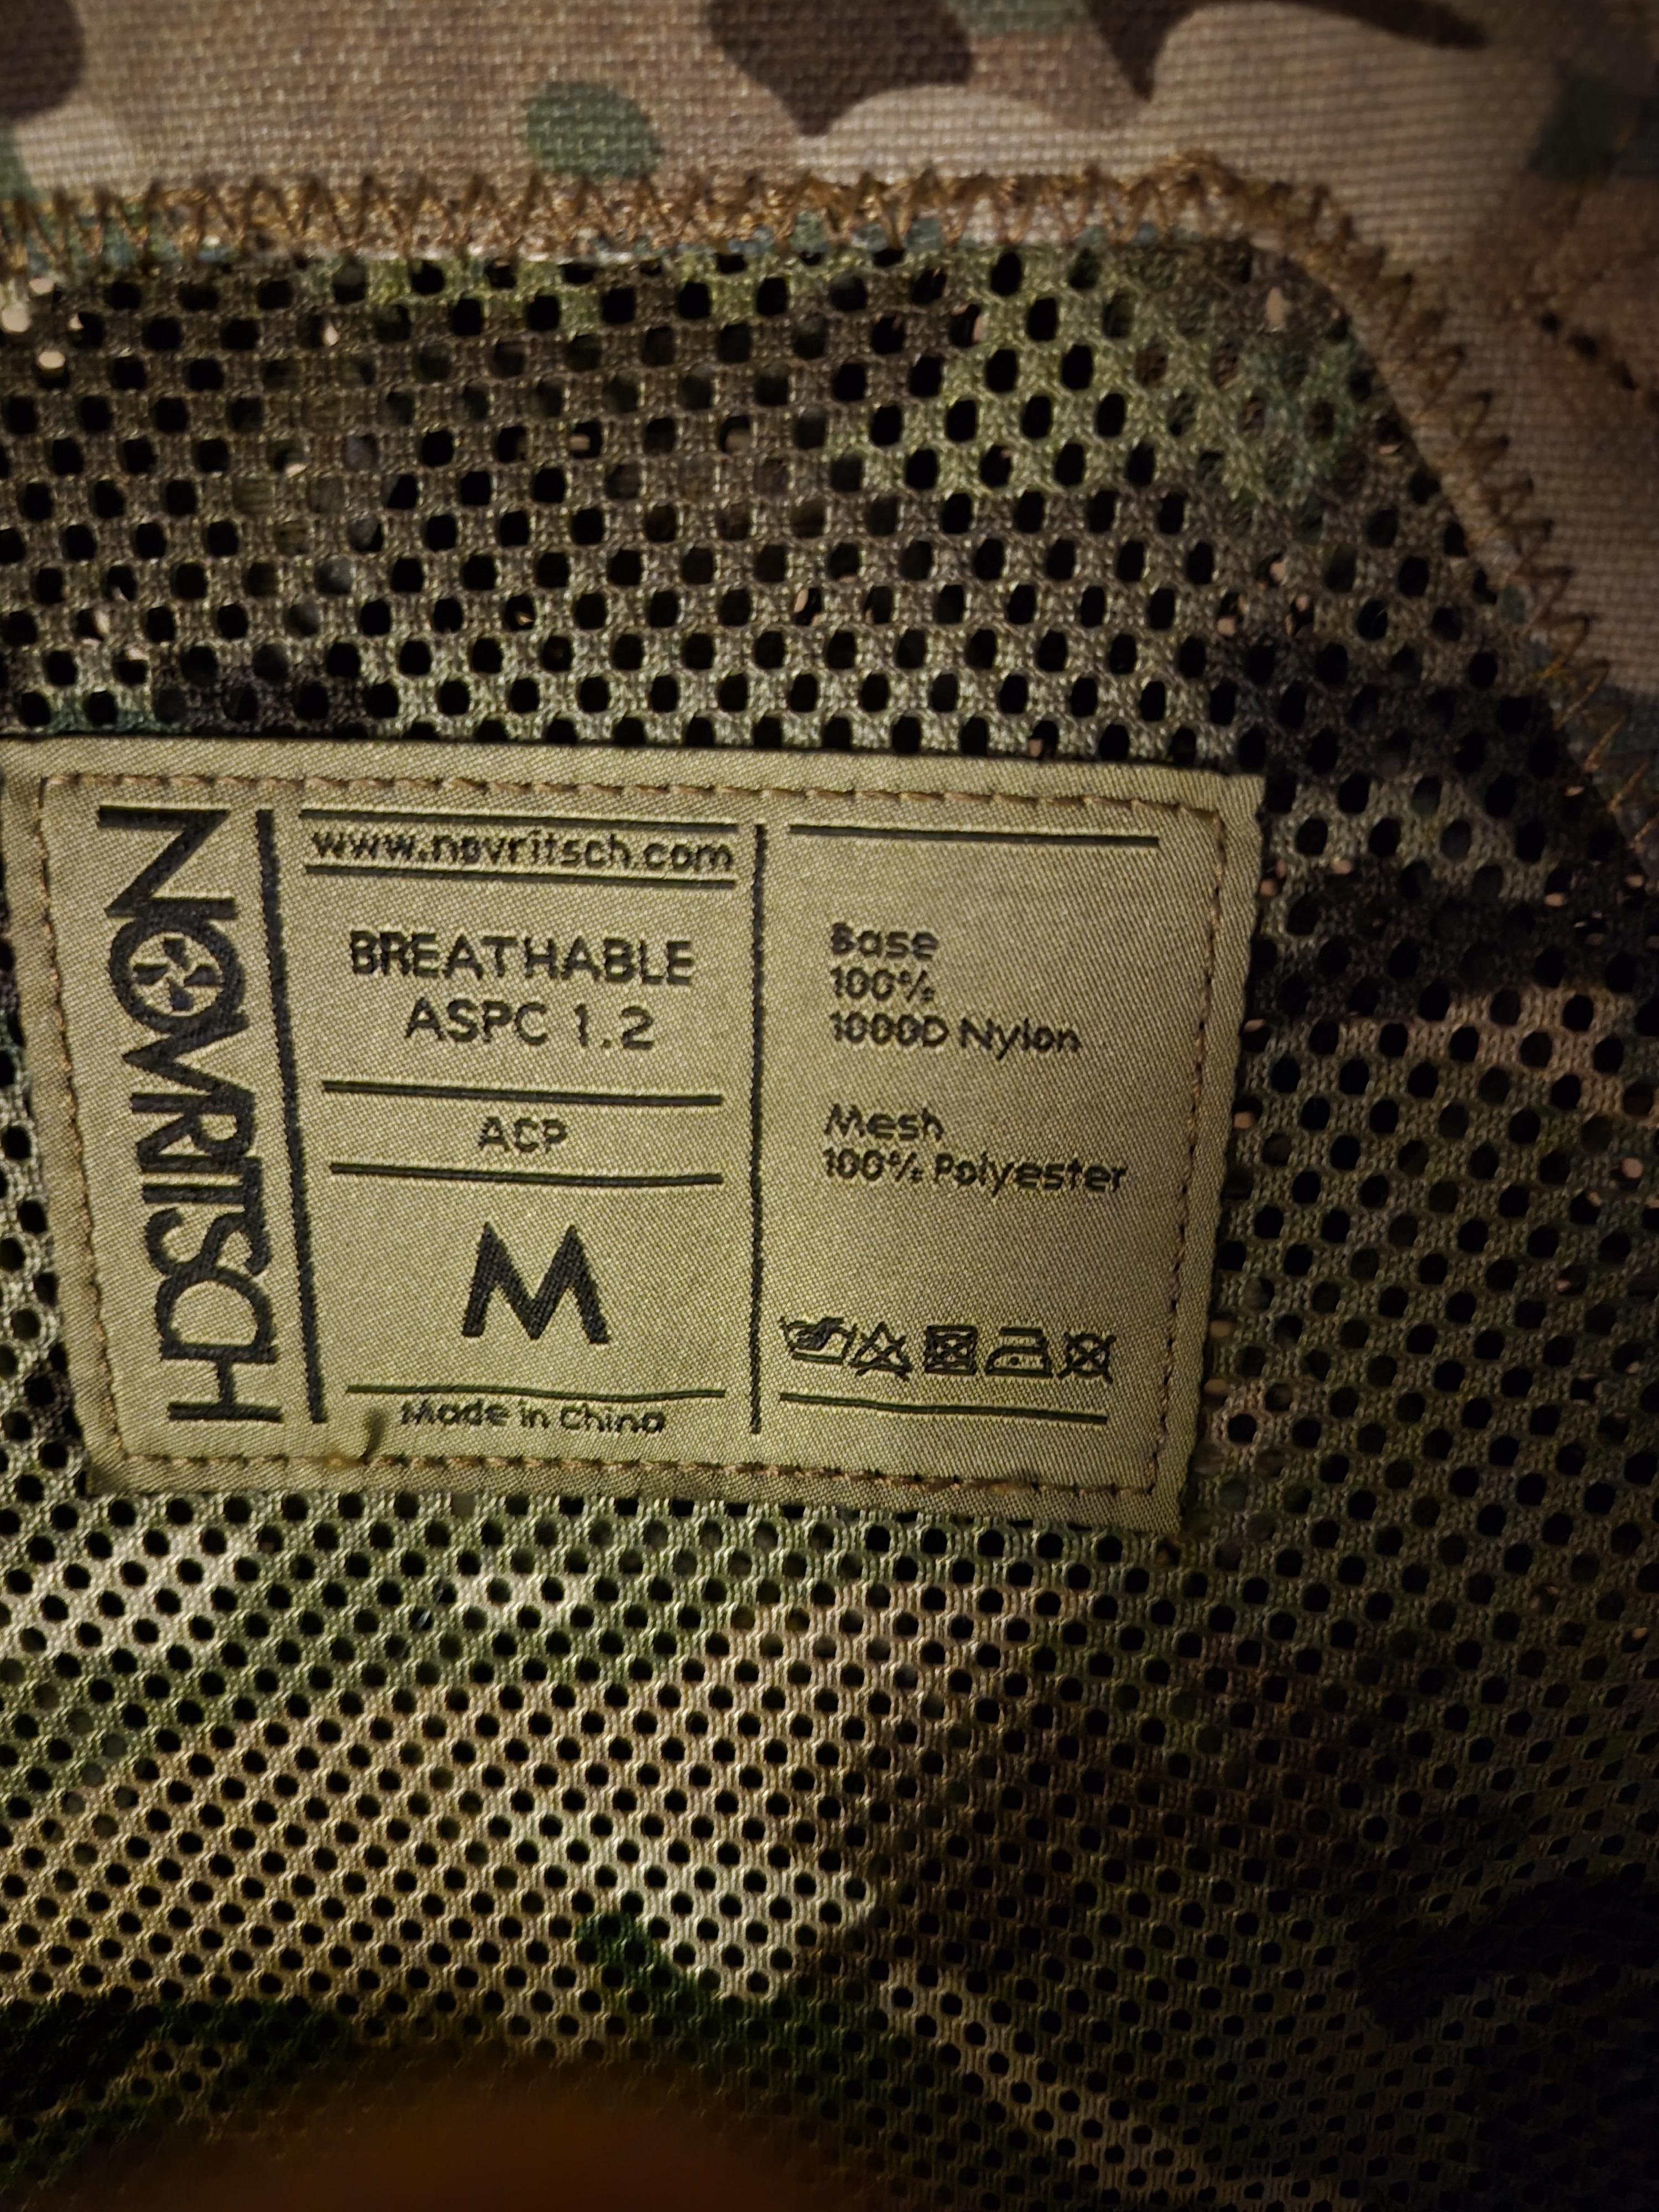 NOVRITSCH
www.novritsch.com
BREATHABLE
ASPC 1.2
ACP
M
Made in China
Base
100%
1000D Nylon
Mesh
100% Polyester